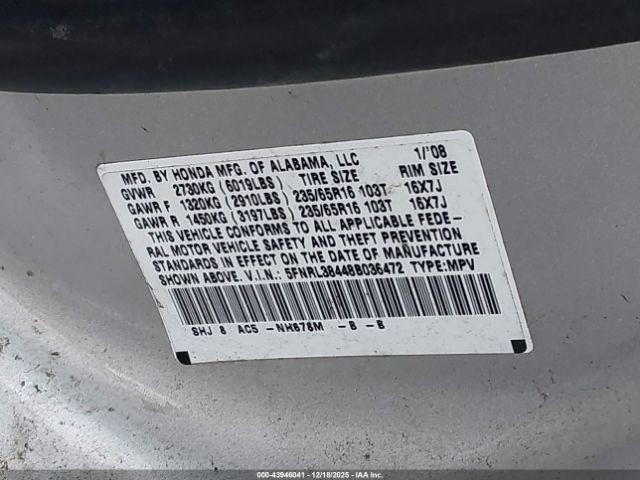 MFD. BY HONDA MFG. OF ALABAMA, LLC 1/'08
GVWR 2730KG (6019LBS) TIRE SIZE RIM SIZE
GAWR F 1320KG (2910LBS) 235/65R16 103T 16X7J
GAWR R 1450KG (3197LBS) 235/65R16 103T 16X7J
THIS VEHICLE CONFORMS TO ALL APPLICABLE FEDE-
RAL MOTOR VEHICLE SAFETY AND THEFT PREVENTION
STANDARDS IN EFFECT ON THE DATE OF MANUFACTURE
SHOWN ABOVE. V.I.N.: 5FNRL38448B036472 TYPE:MPV
SHJ 8 AC5 -NH678M -B -B
000-43946041 - 12/18/2025 - IAAI.COM